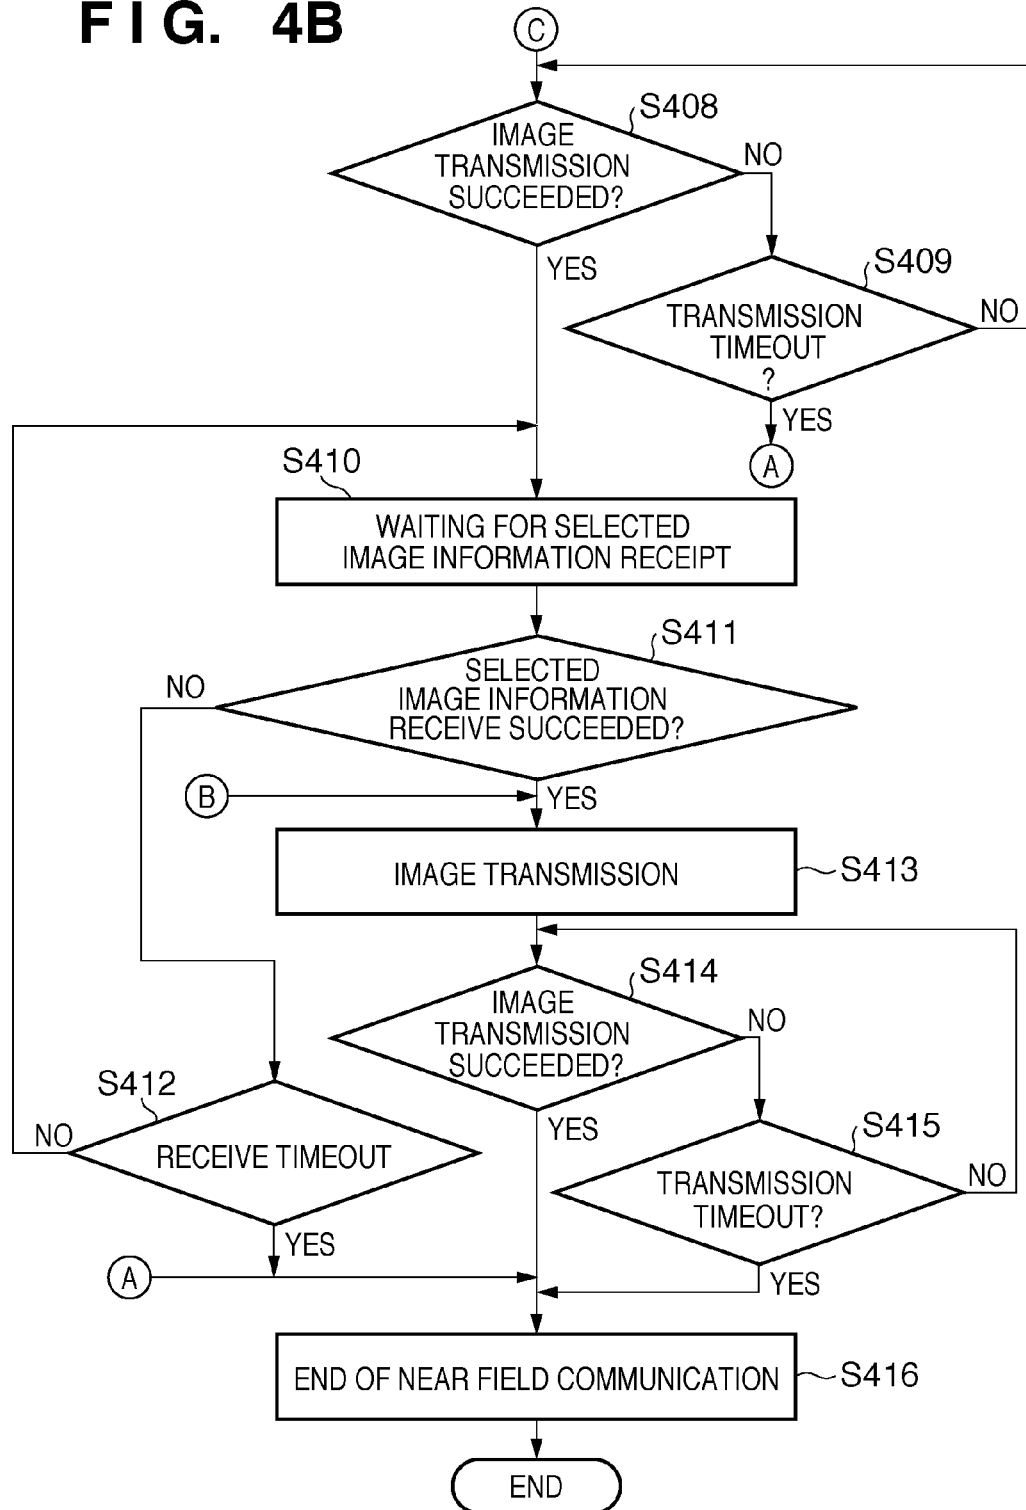 FIG. 4B
C
S408
IMAGE
TRANSMISSION
SUCCEEDED?
NO
YES
S409
TRANSMISSION
TIMEOUT
?
NO
YES
A
S410
WAITING FOR SELECTED
IMAGE INFORMATION RECEIPT
S411
SELECTED
IMAGE INFORMATION
RECEIVE SUCCEEDED?
NO
B
YES
IMAGE TRANSMISSION
S413
S414
IMAGE
TRANSMISSION
SUCCEEDED?
NO
YES
S412
RECEIVE TIMEOUT
NO
YES
S415
TRANSMISSION
TIMEOUT?
NO
YES
A
END OF NEAR FIELD COMMUNICATION
S416
END